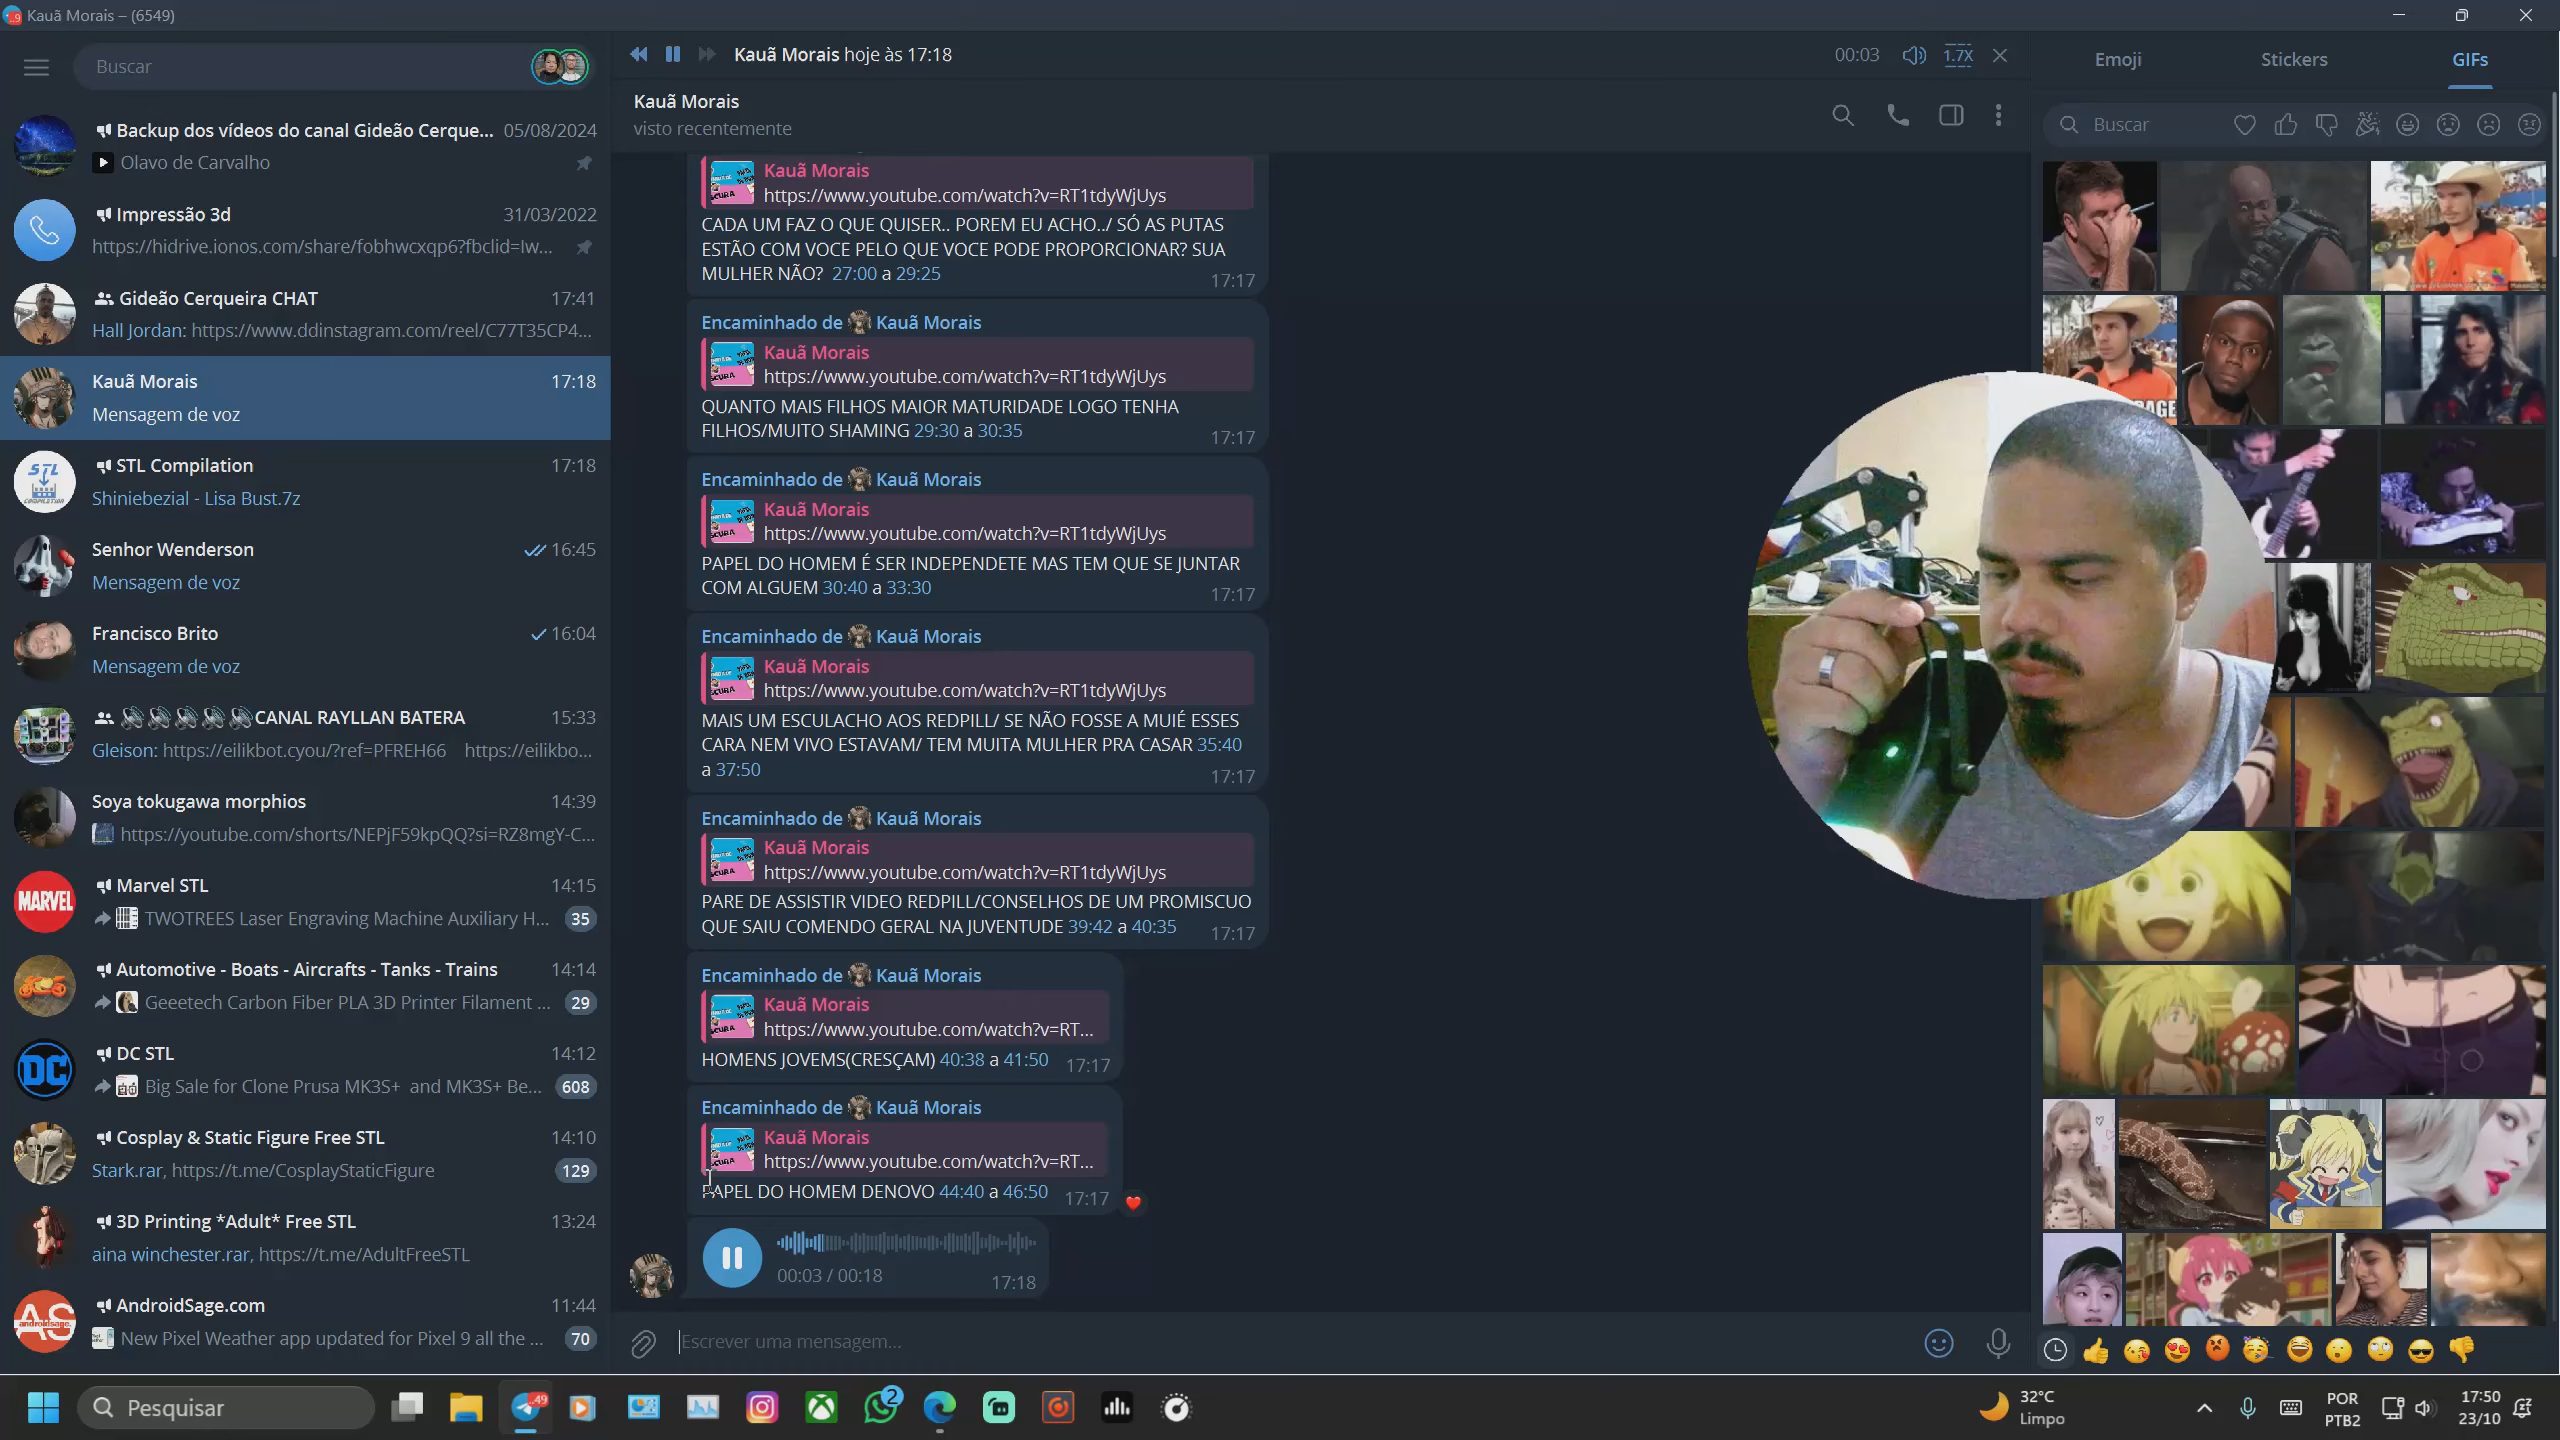 Kauã Morais – (6549)
Buscar
Backup dos vídeos do canal Gideão Cerque... 05/08/2024
Olavo de Carvalho
Impressão 3d 31/03/2022
https://hidrive.ionos.com/share/fobhwcxqp6?fbclid=Iw...
Gideão Cerqueira CHAT 17:41
Hall Jordan: https://www.ddinstagram.com/reel/C77T35CP4...
Kauã Morais 17:18
Mensagem de voz
STL Compilation 17:18
Shiniebezial - Lisa Bust.7z
Senhor Wenderson 16:45
Mensagem de voz
Francisco Brito 16:04
Mensagem de voz
CANAL RAYLLAN BATERA 15:33
Gleison: https://eilikbot.cyou/?ref=PFREH66 https://eilikbo...
Soya tokugawa morphios 14:39
https://youtube.com/shorts/NEPjF59kpQQ?si=RZ8mgY-C...
MARVEL
Marvel STL 14:15
TWOTREES Laser Engraving Machine Auxiliary H... 35
Automotive - Boats - Aircrafts - Tanks - Trains 14:14
Geeetech Carbon Fiber PLA 3D Printer Filament ... 29
DC
DC STL 14:12
Big Sale for Clone Prusa MK3S+ and MK3S+ Be... 608
Cosplay & Static Figure Free STL 14:10
Stark.rar, https://t.me/CosplayStaticFigure 129
3D Printing *Adult* Free STL 13:24
aina winchester.rar, https://t.me/AdultFreeSTL
AS
AndroidSage.com 11:44
New Pixel Weather app updated for Pixel 9 all the ... 70
Kauã Morais hoje às 17:18 00:03 1.7X
Kauã Morais
visto recentemente
Kauã Morais
https://www.youtube.com/watch?v=RT1tdyWjUys
CADA UM FAZ O QUE QUISER.. POREM EU ACHO../ SÓ AS PUTAS
ESTÃO COM VOCE PELO QUE VOCE PODE PROPORCIONAR? SUA
MULHER NÃO? 27:00 a 29:25 17:17
Encaminhado de Kauã Morais
Kauã Morais
https://www.youtube.com/watch?v=RT1tdyWjUys
QUANTO MAIS FILHOS MAIOR MATURIDADE LOGO TENHA
FILHOS/MUITO SHAMING 29:30 a 30:35 17:17
Encaminhado de Kauã Morais
Kauã Morais
https://www.youtube.com/watch?v=RT1tdyWjUys
PAPEL DO HOMEM É SER INDEPENDETE MAS TEM QUE SE JUNTAR
COM ALGUEM 30:40 a 33:30 17:17
Encaminhado de Kauã Morais
Kauã Morais
https://www.youtube.com/watch?v=RT1tdyWjUys
MAIS UM ESCULACHO AOS REDPILL/ SE NÃO FOSSE A MUIÉ ESSES
CARA NEM VIVO ESTAVAM/ TEM MUITA MULHER PRA CASAR 35:40
a 37:50 17:17
Encaminhado de Kauã Morais
Kauã Morais
https://www.youtube.com/watch?v=RT1tdyWjUys
PARE DE ASSISTIR VIDEO REDPILL/CONSELHOS DE UM PROMISCUO
QUE SAIU COMENDO GERAL NA JUVENTUDE 39:42 a 40:35 17:17
Encaminhado de Kauã Morais
Kauã Morais
https://www.youtube.com/watch?v=RT...
HOMENS JOVEMS(CRESÇAM) 40:38 a 41:50 17:17
Encaminhado de Kauã Morais
Kauã Morais
https://www.youtube.com/watch?v=RT...
PAPEL DO HOMEM DENOVO 44:40 a 46:50 17:17
00:03 / 00:18 17:18
Escrever uma mensagem...
Emoji Stickers GIFs
Buscar
Pesquisar
49
2
32°C
Limpo
POR
PTB2
17:50
23/10